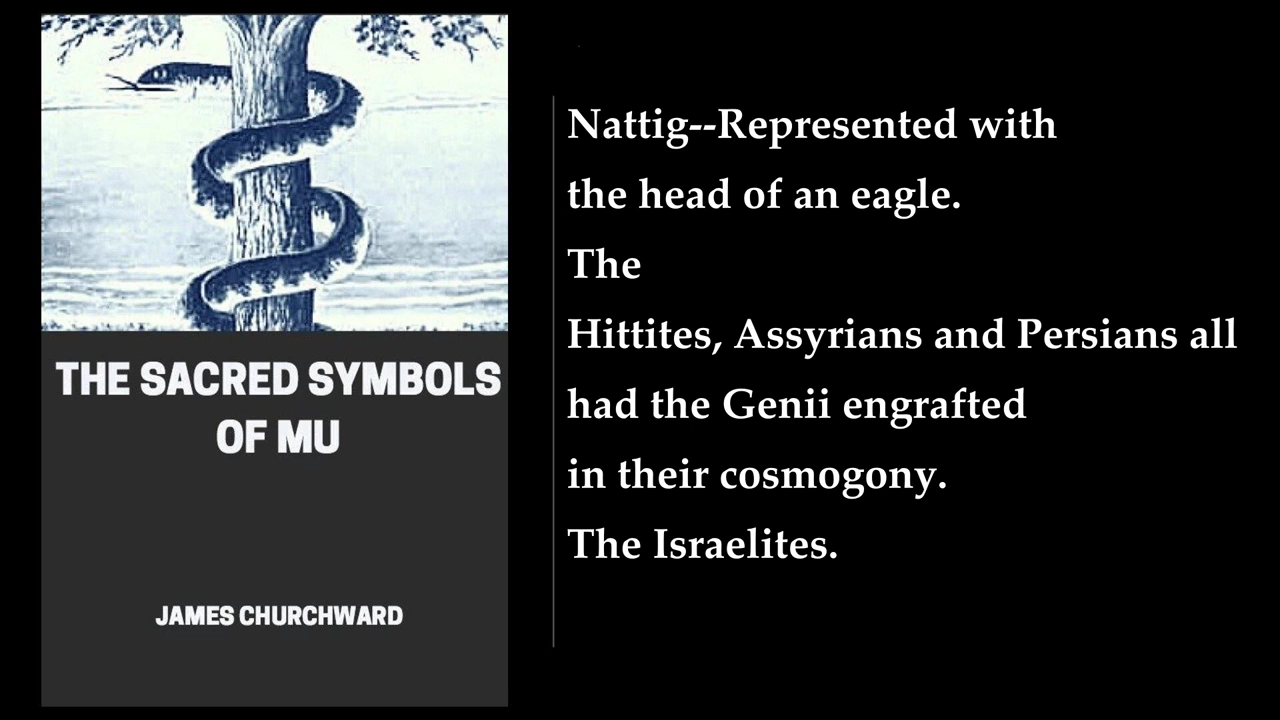 THE SACRED SYMBOLS
OF MU
JAMES CHURCHWARD
Nattig--Represented with
the head of an eagle.
The
Hittites, Assyrians and Persians all
had the Genii engrafted
in their cosmogony.
The Israelites.